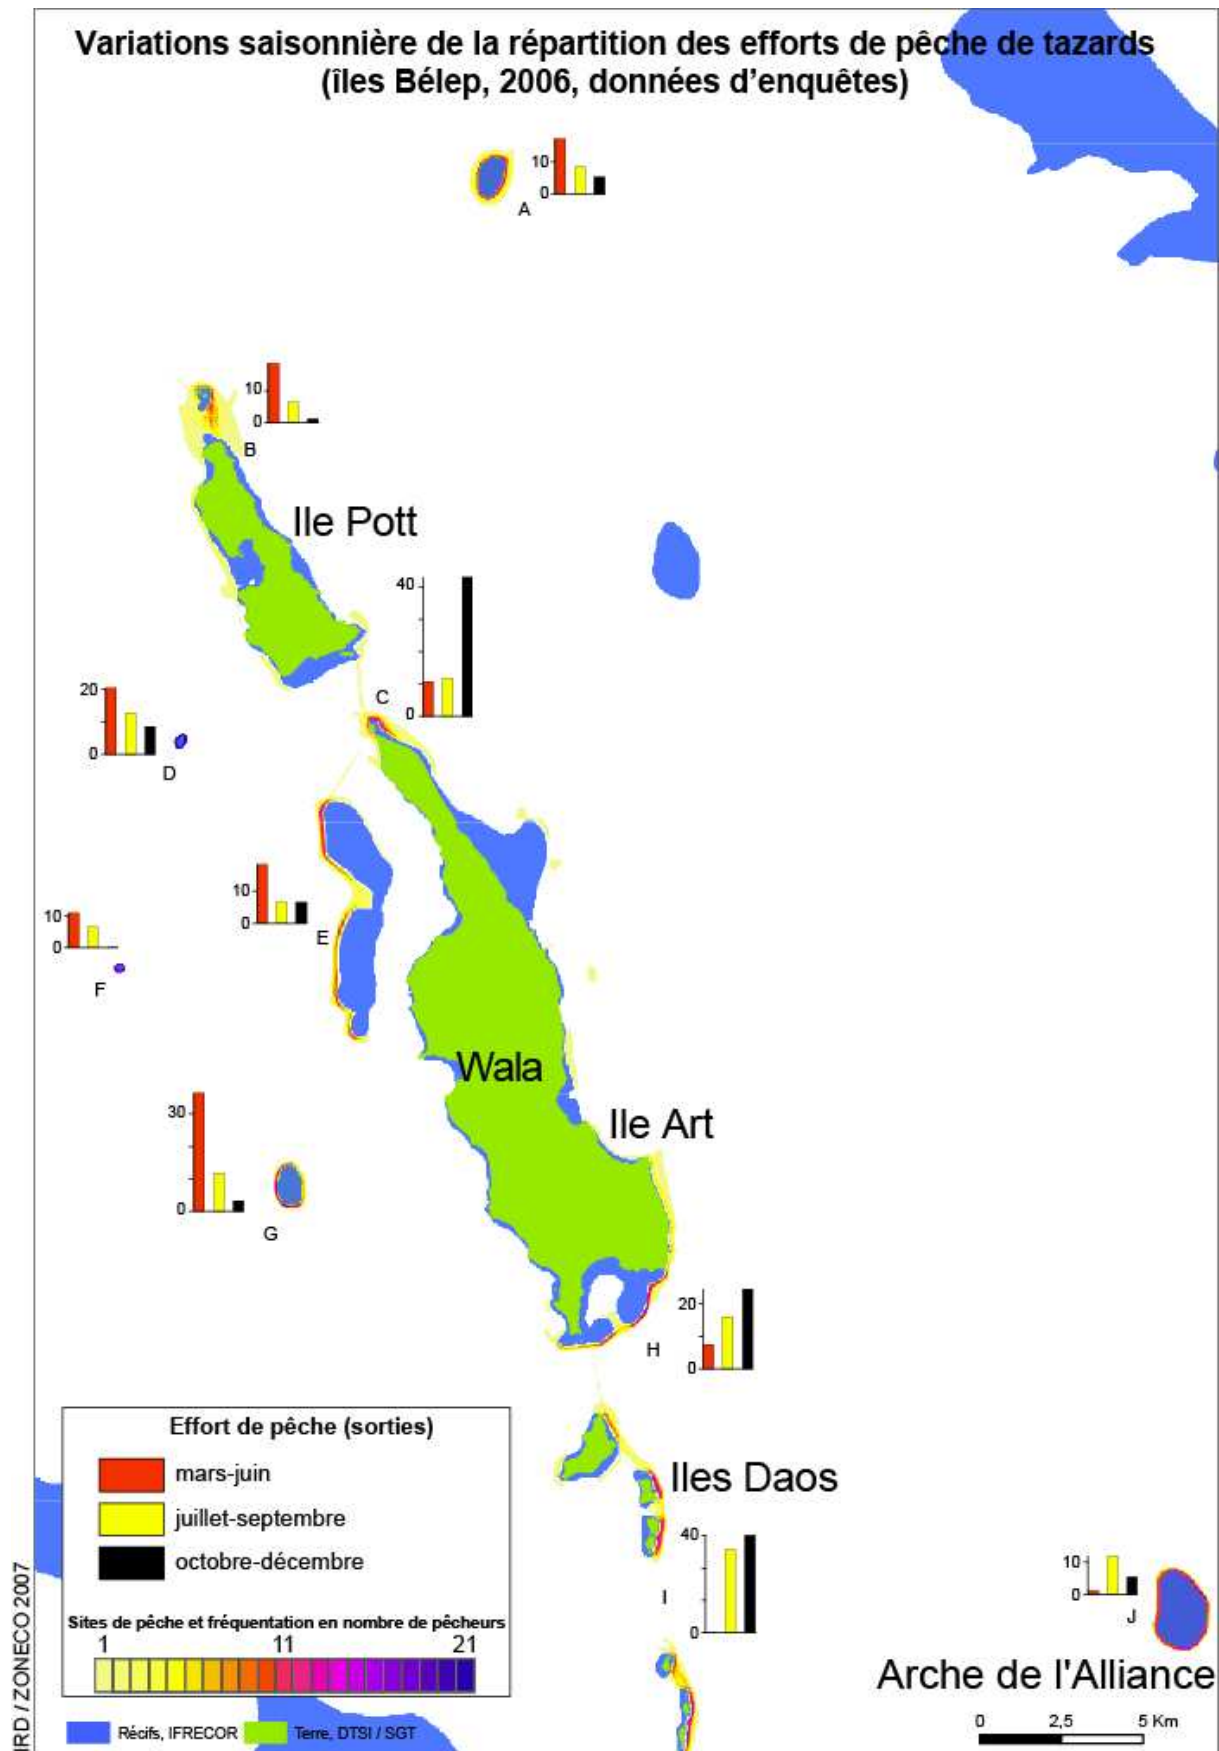 Variations saisonnière de la répartition des efforts de pêche de tazards
(îles Bélep, 2006, données d'enquêtes)
10
0
A
10
0
B
Ile Pott
40
0
C
20
0
D
10
0
E
10
0
F
Wala
Ile Art
30
0
G
20
0
H
Effort de pêche (sorties)
mars-juin
juillet-septembre
octobre-décembre
Sites de pêche et fréquentation en nombre de pêcheurs
1 11 21
Récifs, IFRECOR Terre, DTSI / SGT
Iles Daos
40
0
I
10
0
J
Arche de l'Alliance
0 2,5 5 Km
IRD / ZONECO 2007